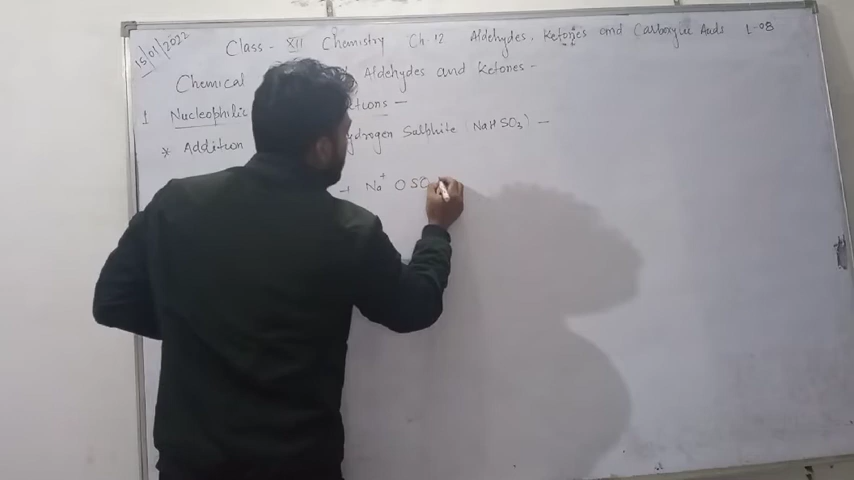 15/01/2022
Class - XII Chemistry Ch-12 Aldehydes, Ketones and Carboxylic Acids L-08
Chemical Aldehydes and Ketones -
1 Nucleophilic ctions -
* Addition ydrogen Sulphite (NaHSO3) -
+ Na+ OSO